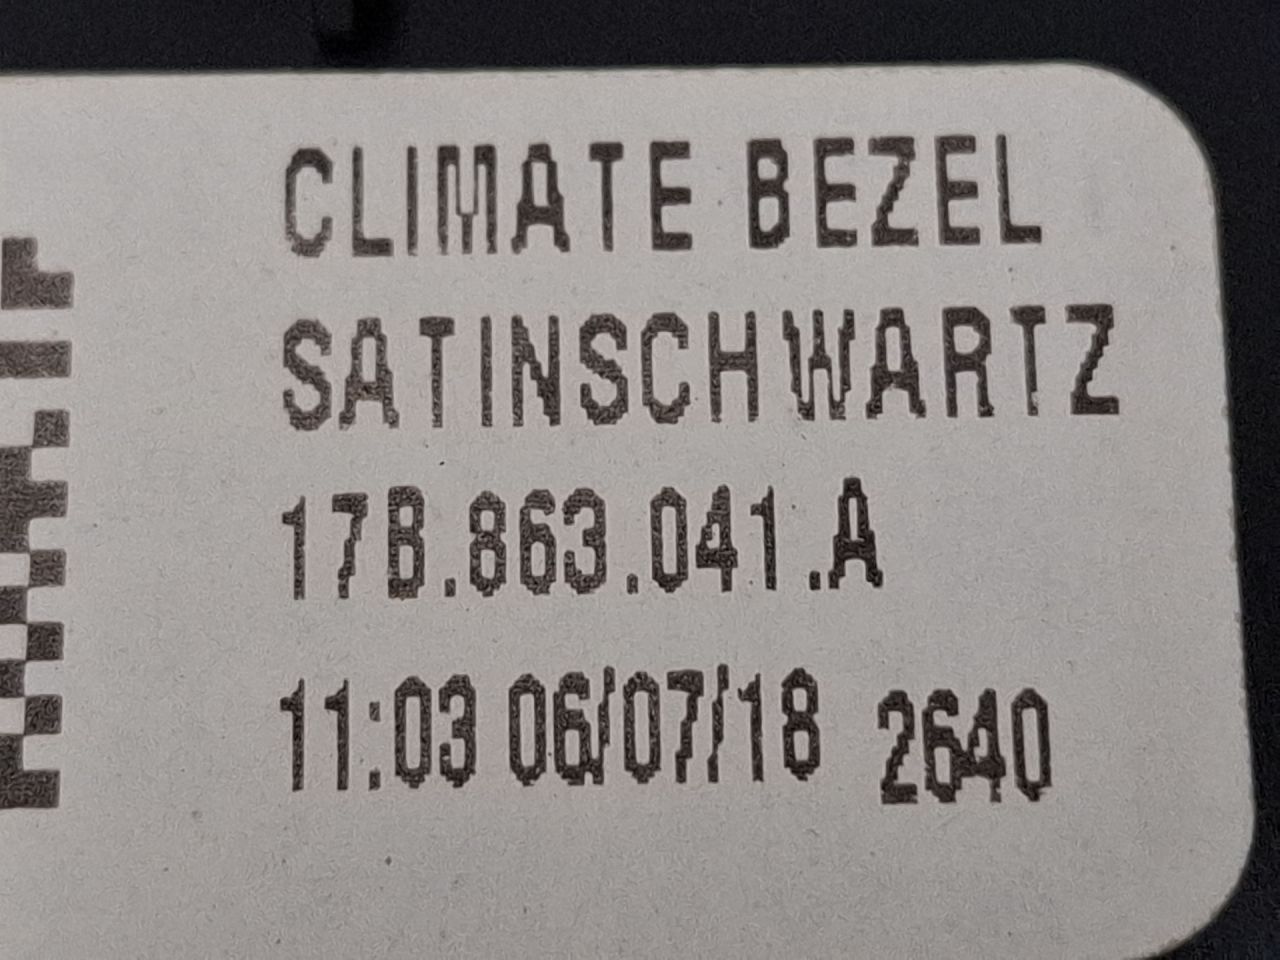 CLIMATE BEZEL
SATINSCHWARTZ
17B.863.041.A
11:03 06/07/18 2640